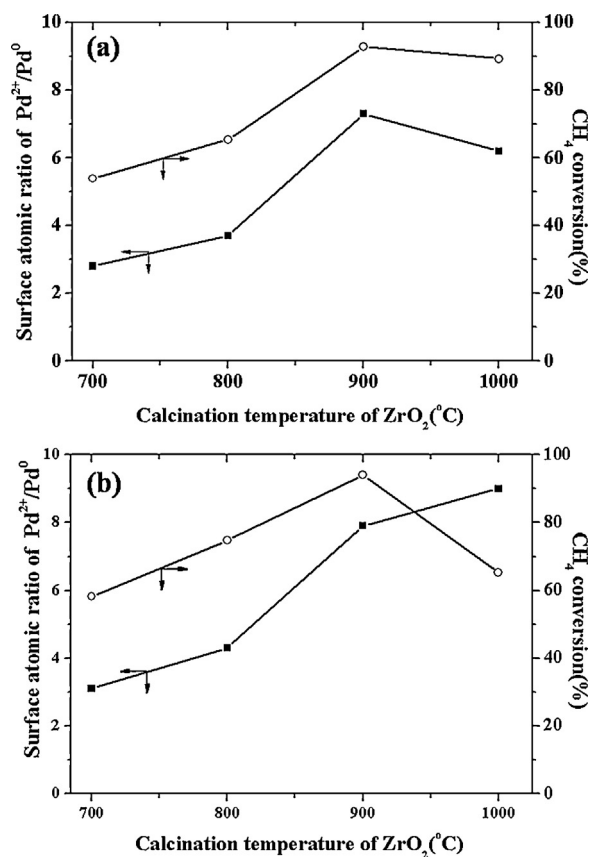 (a)
Surface atomic ratio of Pd²⁺/Pd⁰
10
8
6
4
2
0
100
80
60
40
20
0
CH₄ conversion(%)
700 800 900 1000
Calcination temperature of ZrO₂(⁰C)
(b)
Surface atomic ratio of Pd²⁺/Pd⁰
10
8
6
4
2
0
100
80
60
40
20
0
CH₄ conversion(%)
700 800 900 1000
Calcination temperature of ZrO₂(⁰C)